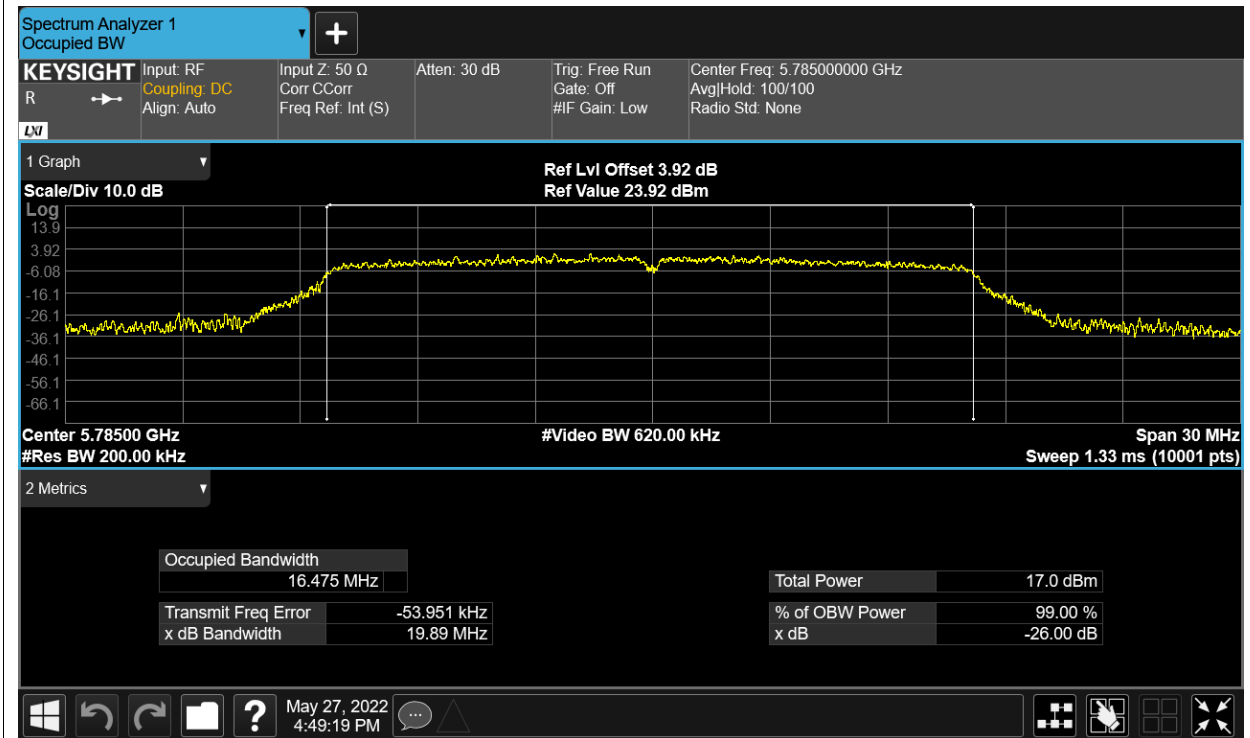 Spectrum Analyzer 1
Occupied BW
KEYSIGHT
R
LXI
Input: RF
Coupling: DC
Align: Auto
Input Z: 50 Ω
Corr CCorr
Freq Ref: Int (S)
Atten: 30 dB
Trig: Free Run
Gate: Off
#IF Gain: Low
Center Freq: 5.785000000 GHz
Avg|Hold: 100/100
Radio Std: None
1 Graph
Scale/Div 10.0 dB
Ref Lvl Offset 3.92 dB
Ref Value 23.92 dBm
Log
13.9
3.92
-6.08
-16.1
-26.1
-36.1
-46.1
-56.1
-66.1
Center 5.78500 GHz
#Video BW 620.00 kHz
Span 30 MHz
#Res BW 200.00 kHz
Sweep 1.33 ms (10001 pts)
2 Metrics
Occupied Bandwidth
16.475 MHz
Total Power 17.0 dBm
Transmit Freq Error -53.951 kHz
% of OBW Power 99.00 %
x dB Bandwidth 19.89 MHz
x dB -26.00 dB
?
May 27, 2022
4:49:19 PM